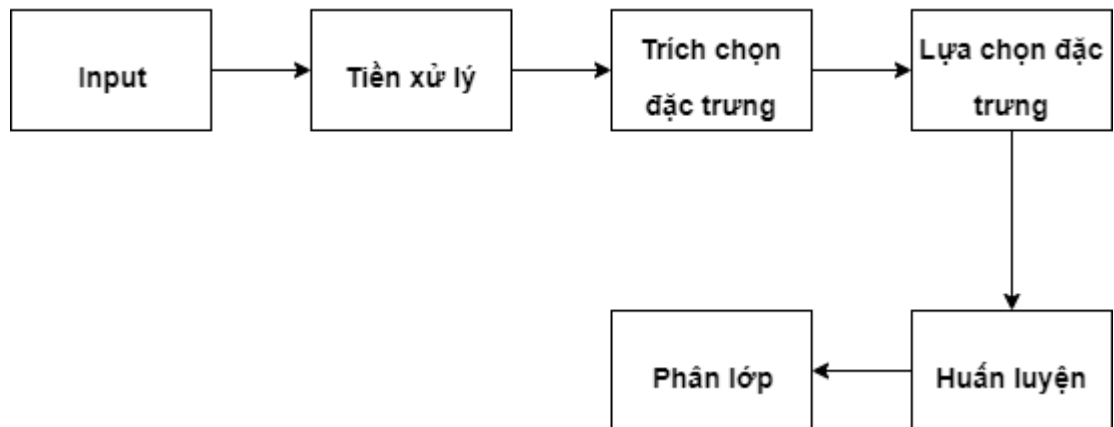 Input
Tiền xử lý
Trích chọn
đặc trưng
Lựa chọn đặc
trưng
Huấn luyện
Phân lớp